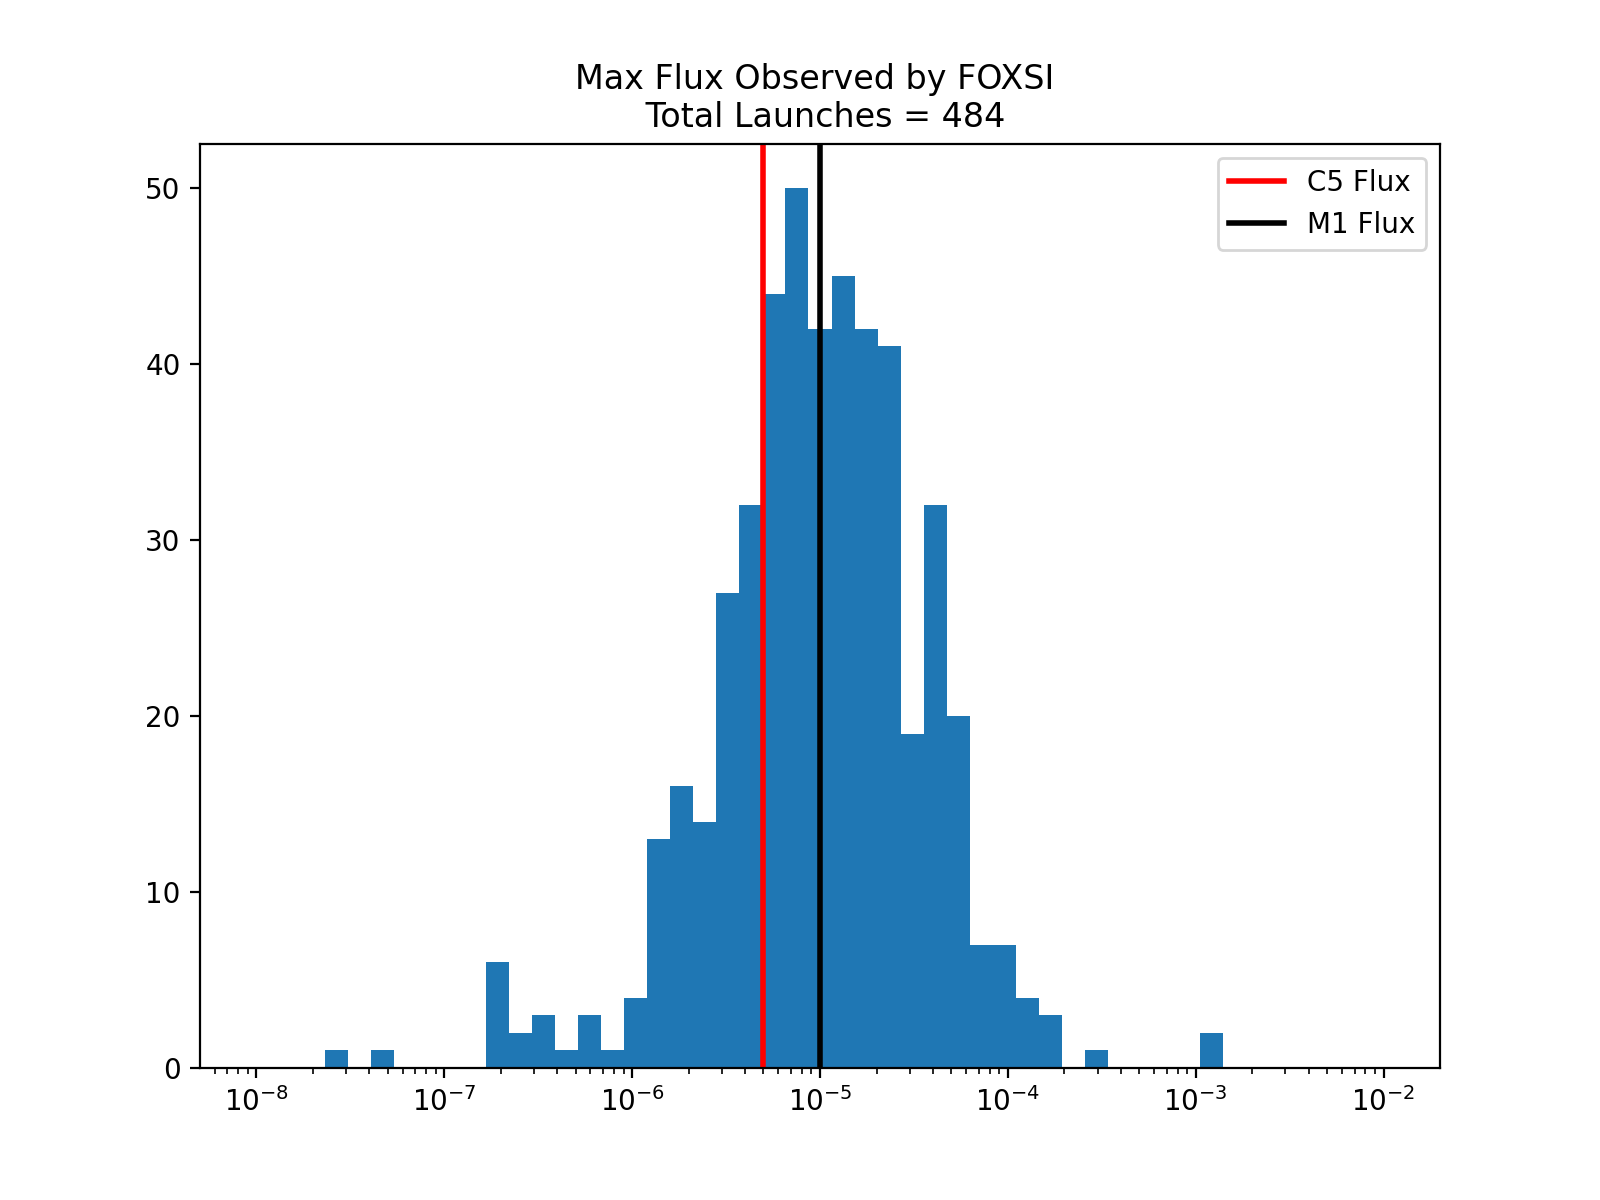 Max Flux Observed by FOXSI
Total Launches = 484
C5 Flux
M1 Flux
50
40
30
20
10
0
10⁻⁸ 10⁻⁷ 10⁻⁶ 10⁻⁵ 10⁻⁴ 10⁻³ 10⁻²